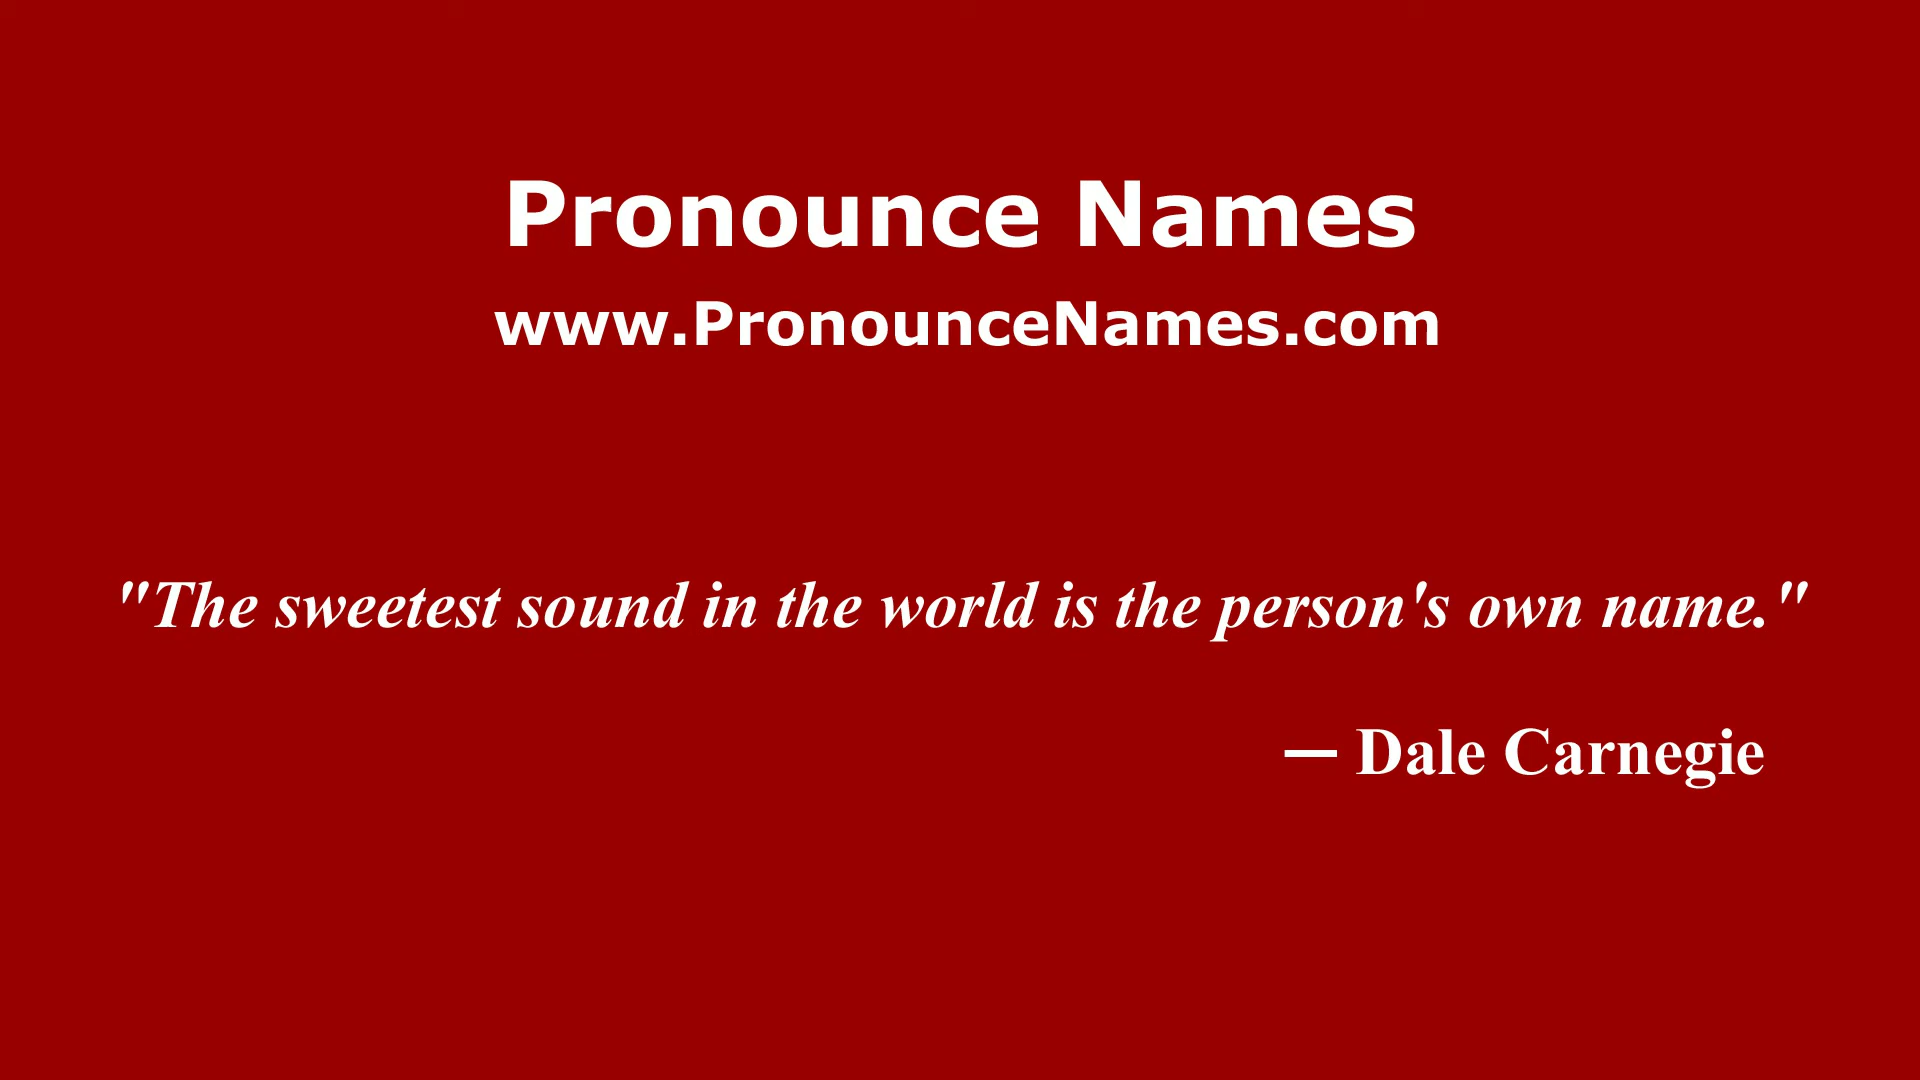 Pronounce Names
www.PronounceNames.com
"The sweetest sound in the world is the person's own name."
— Dale Carnegie